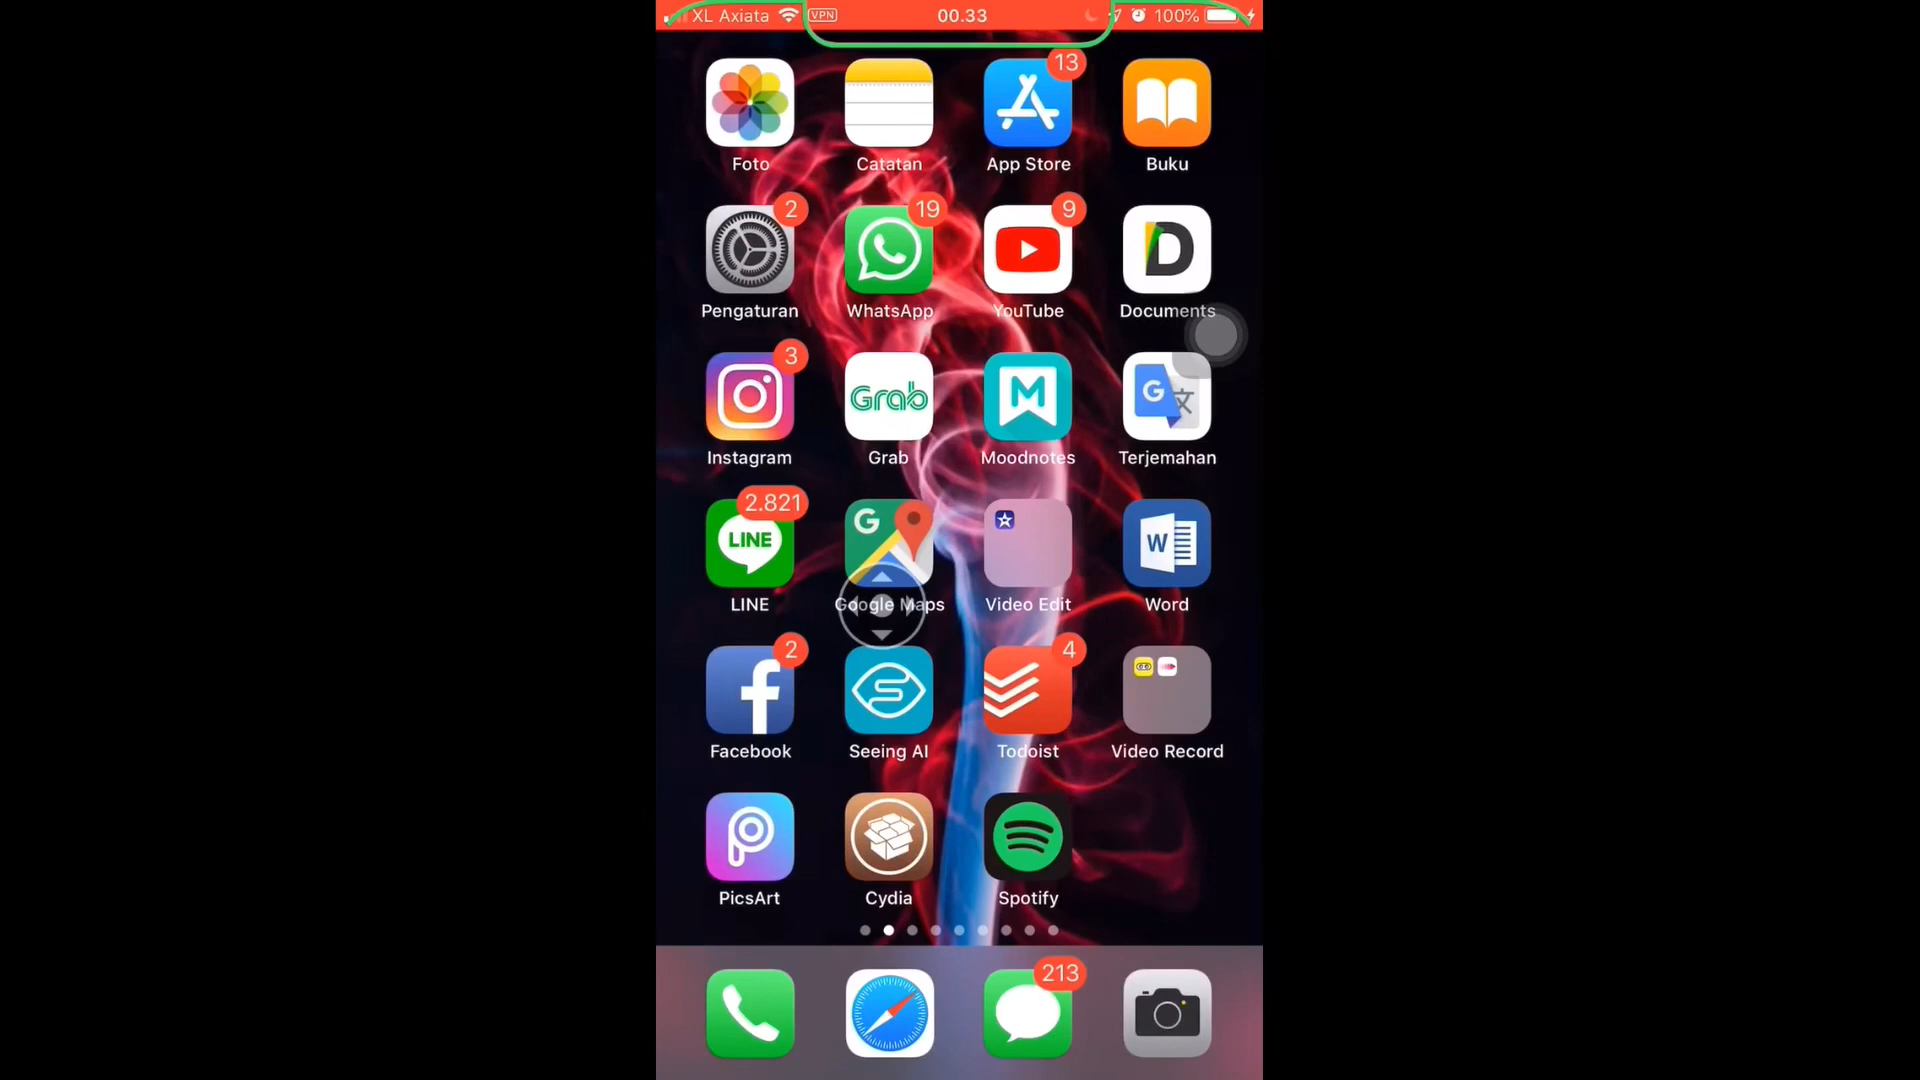 XL Axiata VPN 00.33 100%
13
Foto Catatan App Store Buku
2 19 9
D
Pengaturan WhatsApp YouTube Documents
3
Grab M G 文
Instagram Grab Moodnotes Terjemahan
2.821
LINE G W
LINE Google Maps Video Edit Word
2 4
f S
Facebook Seeing AI Todoist Video Record
P
PicsArt Cydia Spotify
213